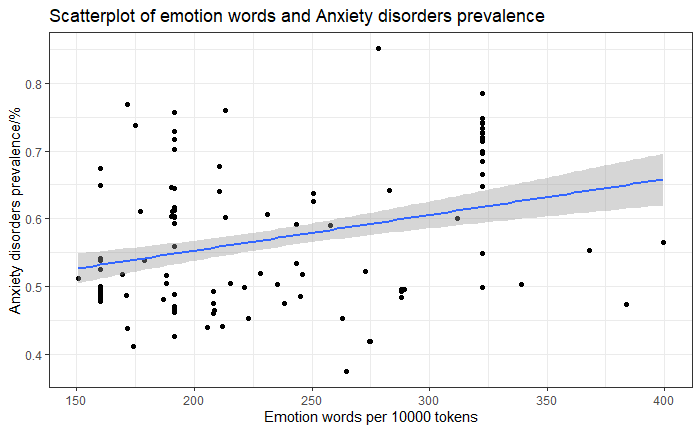 Scatterplot of emotion words and Anxiety disorders prevalence
Anxiety disorders prevalence/%
0.8
0.7
0.6
0.5
0.4
150 200 250 300 350 400
Emotion words per 10000 tokens